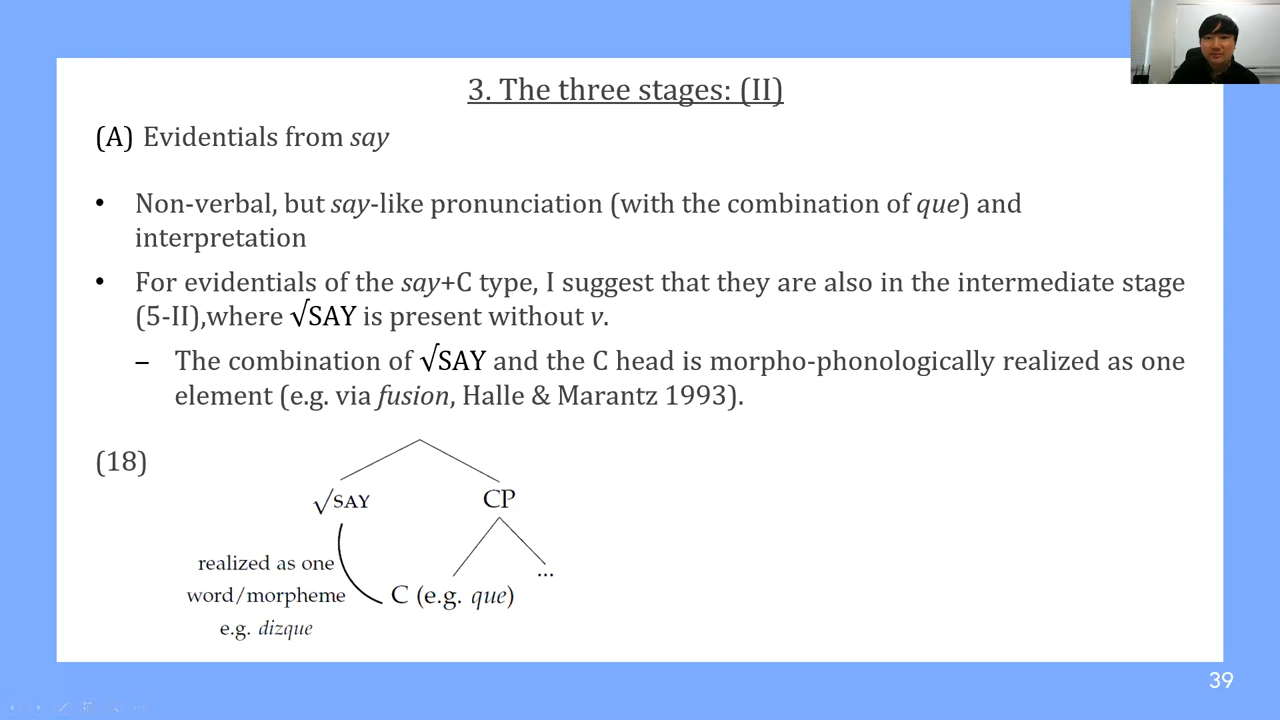 3. The three stages: (II)
(A) Evidentials from say
• Non-verbal, but say-like pronunciation (with the combination of que) and
interpretation
• For evidentials of the say+C type, I suggest that they are also in the intermediate stage
(5-II),where √SAY is present without v.
– The combination of √SAY and the C head is morpho-phonologically realized as one
element (e.g. via fusion, Halle & Marantz 1993).
(18)
√SAY
CP
realized as one
word/morpheme
e.g. dizque
C (e.g. que)
...
39